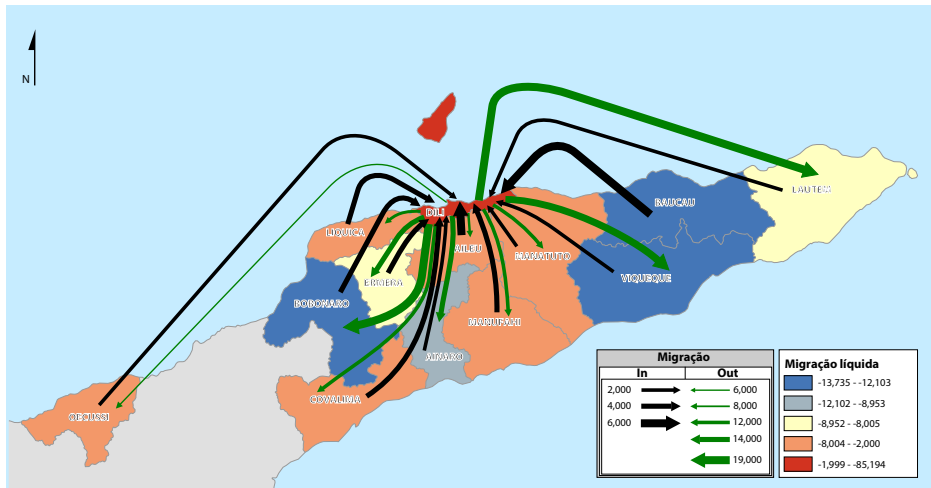 N
DILI
LIQUICA
AILEU
ERMERA
MANATUTO
BAUCAU
LAUTEM
VIQUEQUE
BOBONARO
MANUFAHI
AINARO
COVALIMA
OECUSSI
Migração
In Out
2,000 6,000
4,000 8,000
6,000 12,000
14,000
19,000
Migração líquida
-13,735 - -12,103
-12,102 - -8,953
-8,952 - -8,005
-8,004 - -2,000
-1,999 - -85,194